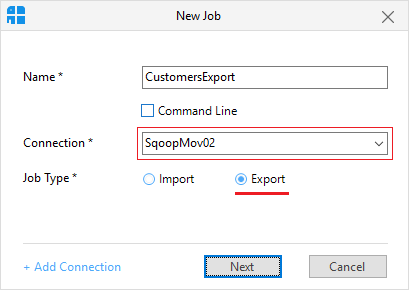 New Job
Name * CustomersExport
Command Line
Connection * SqoopMov02
Job Type * Import Export
+ Add Connection Next Cancel